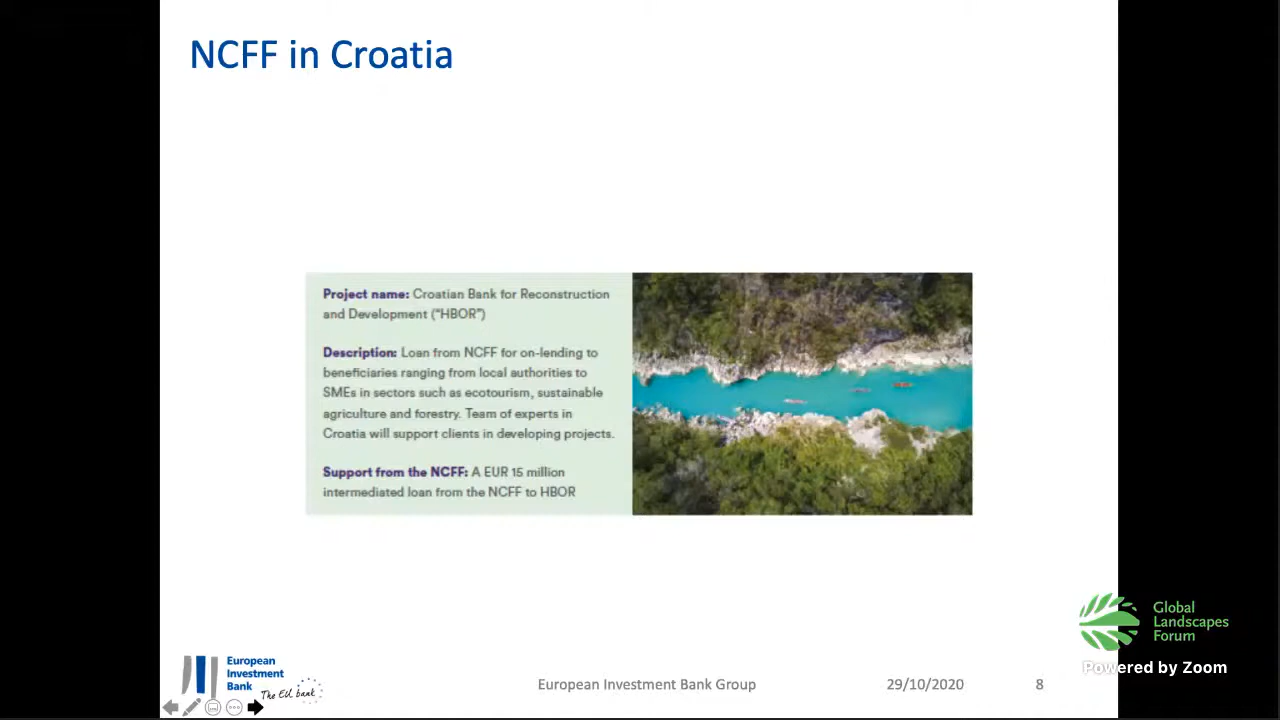 NCFF in Croatia
Project name: Croatian Bank for Reconstruction
and Development (“HBOR”)
Description: Loan from NCFF for on-lending to
beneficiaries ranging from local authorities to
SMEs in sectors such as ecotourism, sustainable
agriculture and forestry. Team of experts in
Croatia will support clients in developing projects.
Support from the NCFF: A EUR 15 million
intermediated loan from the NCFF to HBOR
Global
Landscapes
Forum
Powered by Zoom
European
Investment
Bank
The EU bank
European Investment Bank Group
29/10/2020
8